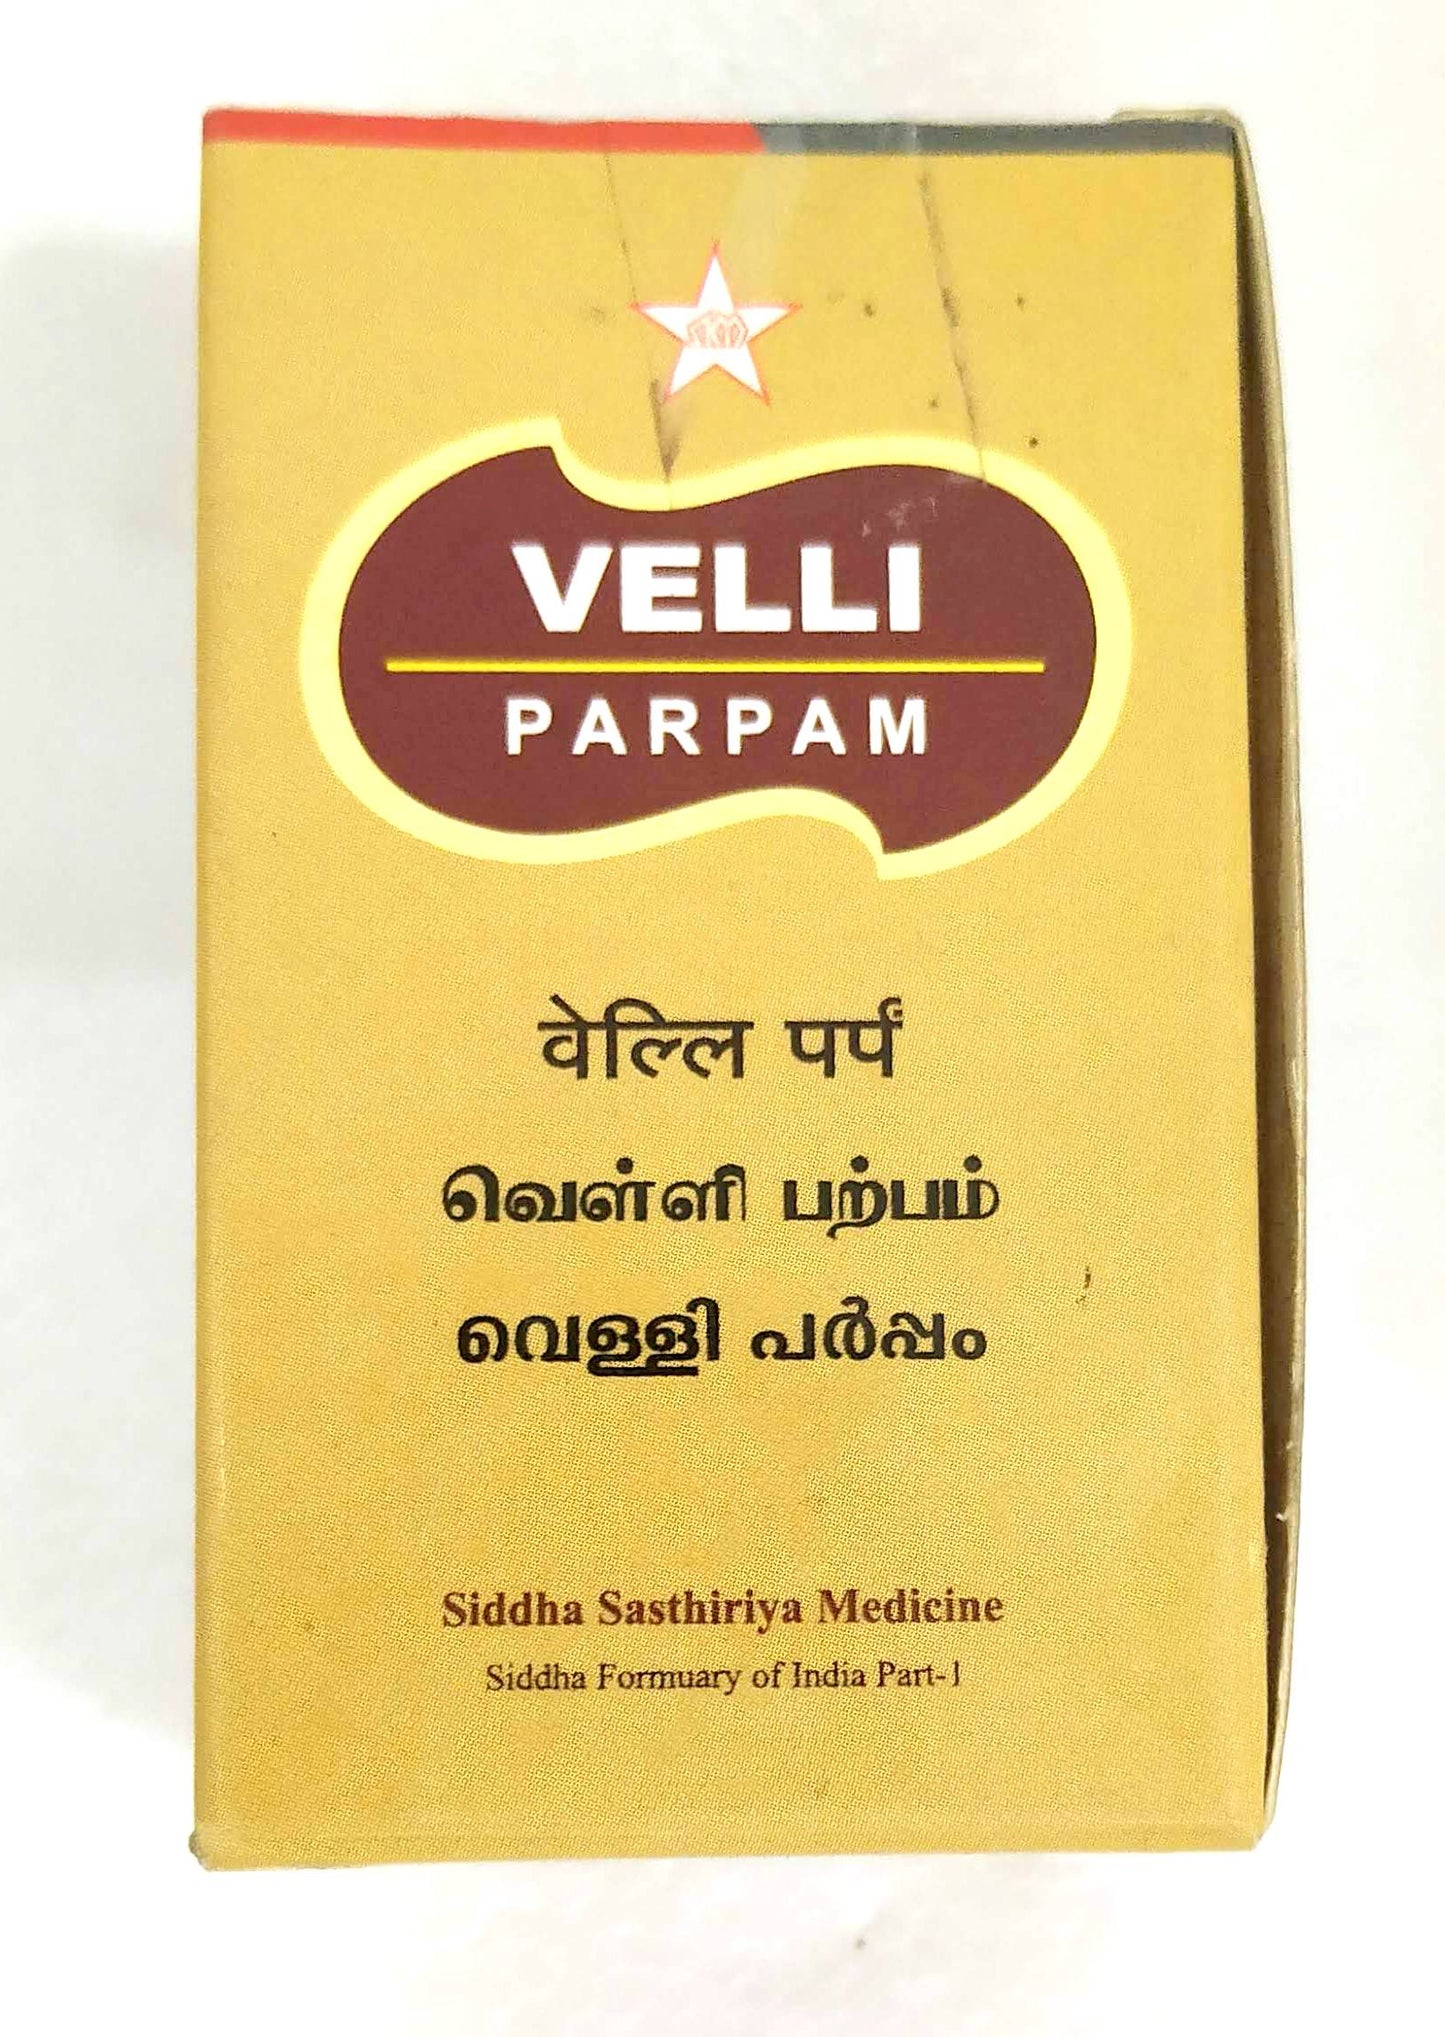 VELLI
PARPAM
वेल्लि पर्पं
வெள்ளி பற்பம்
വെള്ളി പർപ്പം
Siddha Sasthiriya Medicine
Siddha Formuary of India Part-1